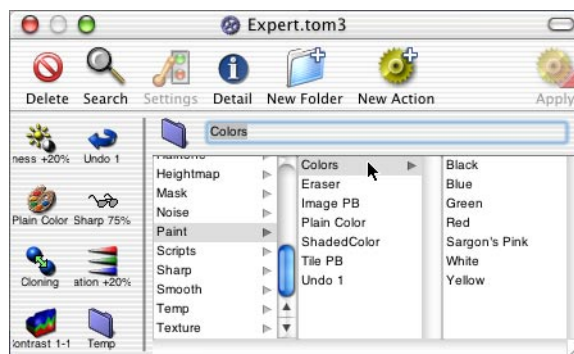 Expert.tom3
Delete Search Settings Detail New Folder New Action Apply
Colors
ness +20% Undo 1
Plain Color Sharp 75%
Cloning ation +20%
ontrast 1-1 Temp
Heightmap
Mask
Noise
Paint
Scripts
Sharp
Smooth
Temp
Texture
Colors
Eraser
Image PB
Plain Color
ShadedColor
Tile PB
Undo 1
Black
Blue
Green
Red
Sargon's Pink
White
Yellow